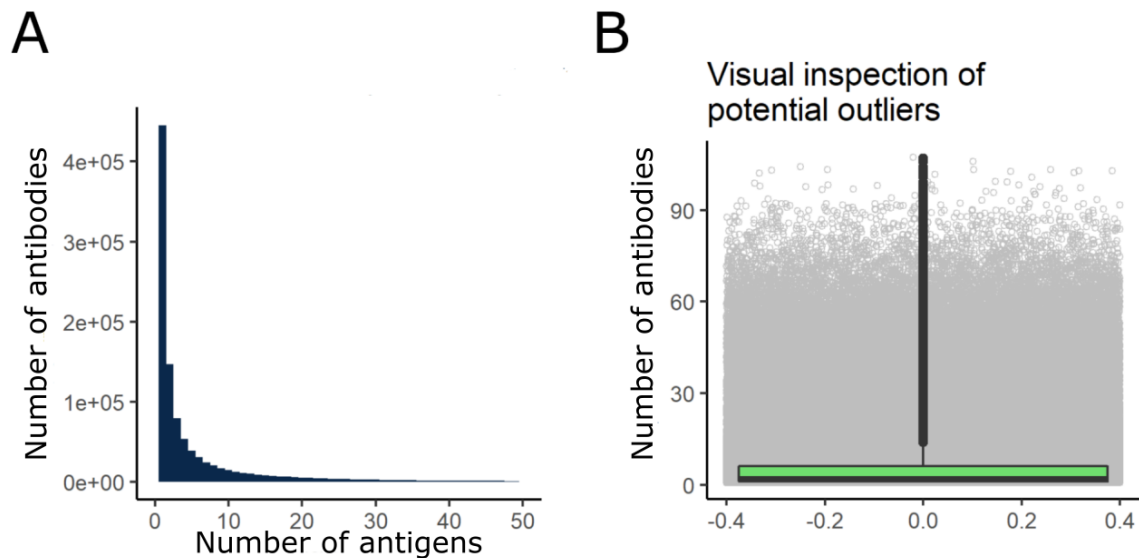 A
Number of antibodies
4e+05
3e+05
2e+05
1e+05
0e+00
0 10 20 30 40 50
Number of antigens
B
Visual inspection of
potential outliers
Number of antibodies
90
60
30
0
-0.4 -0.2 0.0 0.2 0.4